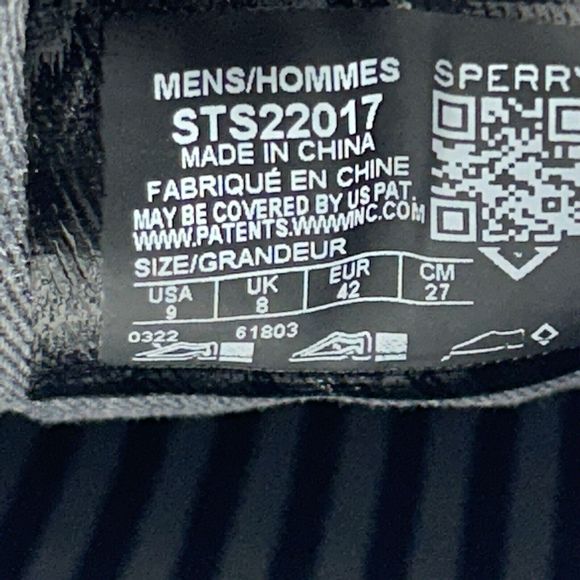 MENS/HOMMES
STS22017
MADE IN CHINA
FABRIQUÉ EN CHINE
MAY BE COVERED BY US PAT.
WWW.PATENTS.WWWINC.COM
SIZE/GRANDEUR
USA UK EUR CM
9 8 42 27
0322 61803
SPERRY